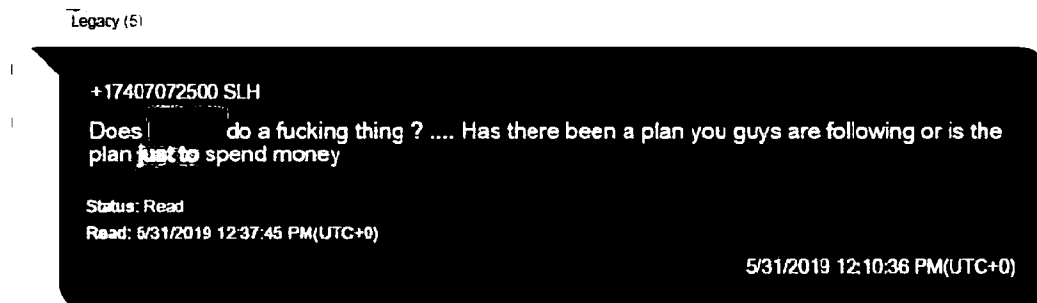 Legacy (5)
+17407072500 SLH
Does do a fucking thing ? .... Has there been a plan you guys are following or is the
plan just to spend money
Status: Read
Read: 5/31/2019 12:37:45 PM(UTC+0)
5/31/2019 12:10:36 PM(UTC+0)